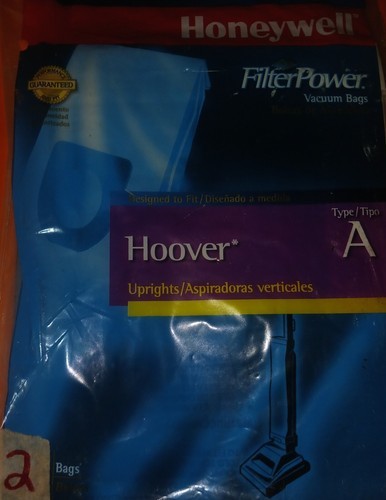 Honeywell
GUARANTEED
FilterPower
Vacuum Bags
Designed to Fit/Diseñado a medida
Type/Tipo
A
Hoover*
Uprights/Aspiradoras verticales
2
Bags